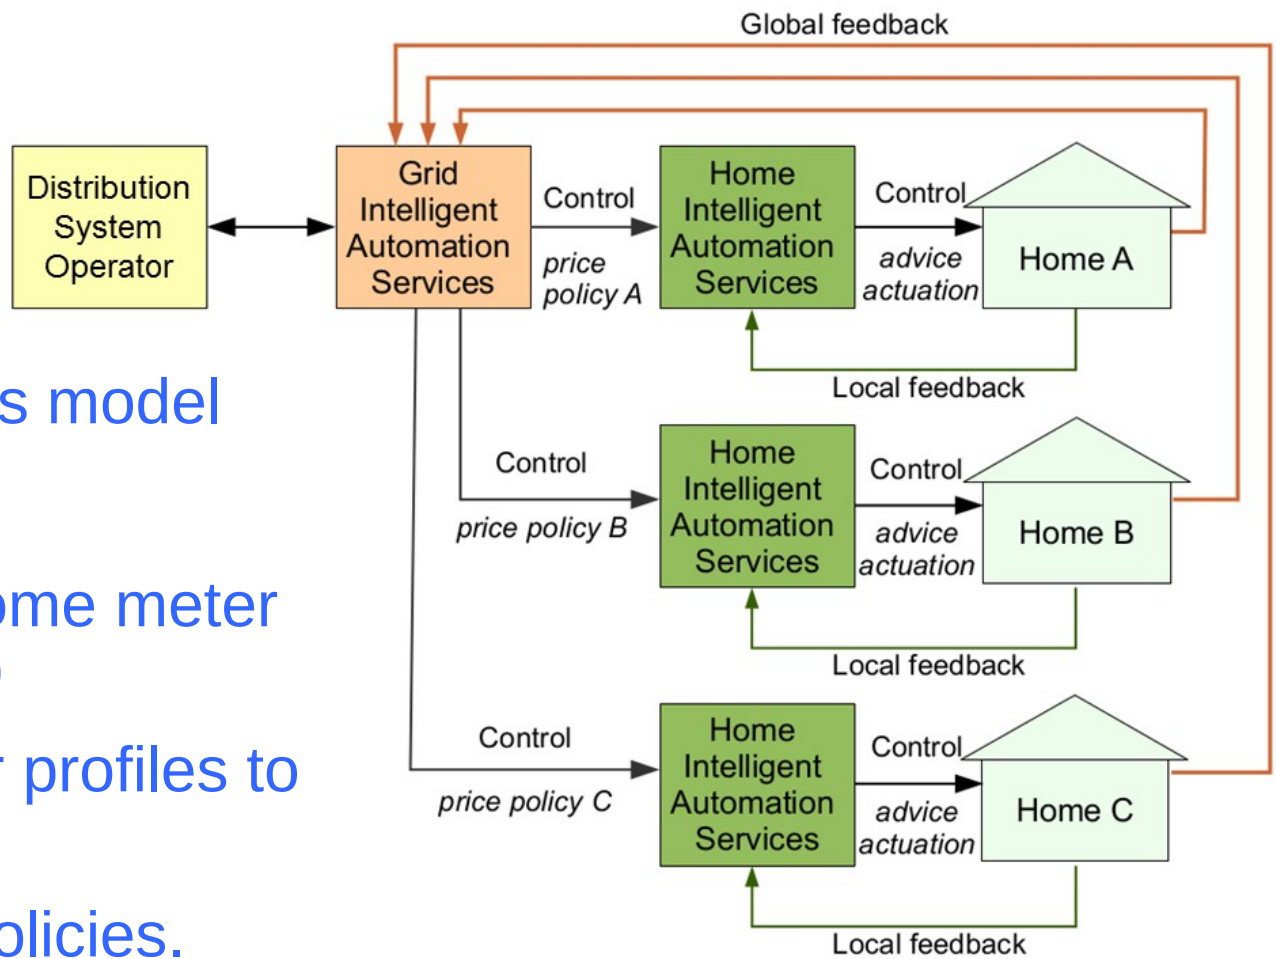 Global feedback
Distribution
System
Operator
Grid
Intelligent
Automation
Services
Control
price
policy A
Home
Intelligent
Automation
Services
Control
advice
actuation
Home A
Local feedback
s model
Control
price policy B
Home
Intelligent
Automation
Services
Control
advice
actuation
Home B
Local feedback
ome meter
r profiles to
Control
price policy C
Home
Intelligent
Automation
Services
Control
advice
actuation
Home C
Local feedback
olicies.